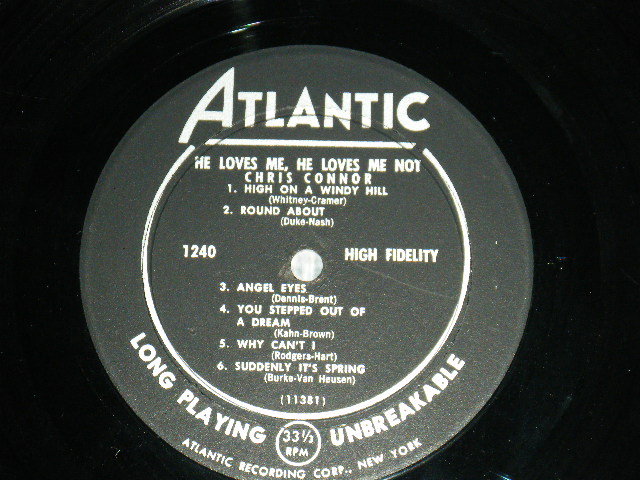 ATLANTIC
HE LOVES ME, HE LOVES ME NOT
CHRIS CONNOR
1. HIGH ON A WINDY HILL
(Whitney-Cramer)
2. ROUND ABOUT
(Duke-Nash)
1240 HIGH FIDELITY
3. ANGEL EYES
(Dennis-Brent)
4. YOU STEPPED OUT OF
A DREAM
(Kahn-Brown)
5. WHY CAN'T I
(Rodgers-Hart)
6. SUDDENLY IT'S SPRING
(Burke-Van Heusen)
(11381)
LONG PLAYING 33⅓ RPM UNBREAKABLE
ATLANTIC RECORDING CORP., NEW YORK